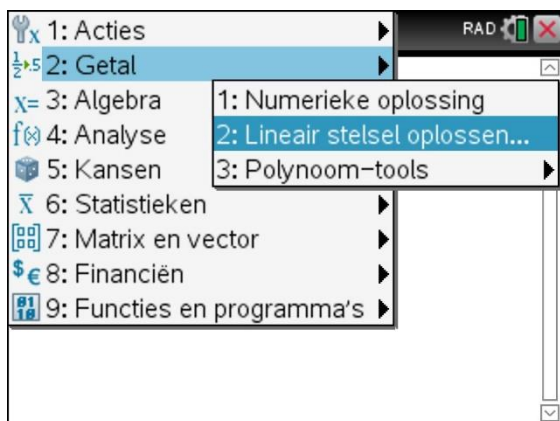 1: Acties
RAD
2: Getal
3: Algebra
1: Numerieke oplossing
4: Analyse
2: Lineair stelsel oplossen...
5: Kansen
3: Polynoom-tools
6: Statistieken
7: Matrix en vector
8: Financiën
9: Functies en programma's